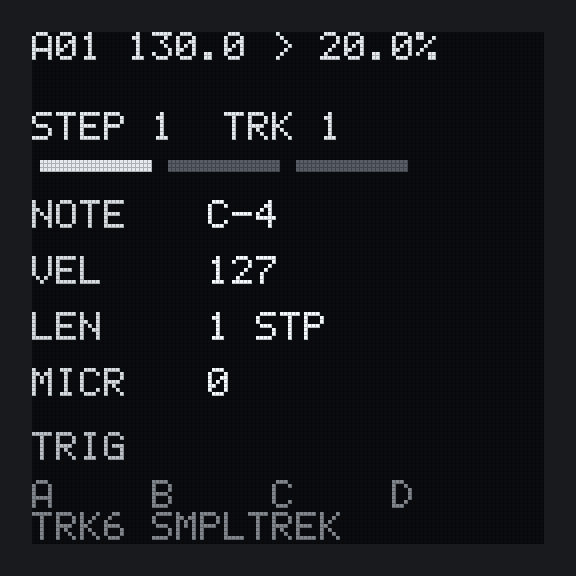 A01 130.0 > 20.0%
STEP 1 TRK 1
NOTE C-4
VEL 127
LEN 1 STP
MICR 0
TRIG
A B C D
TRK6 SMPLTREK